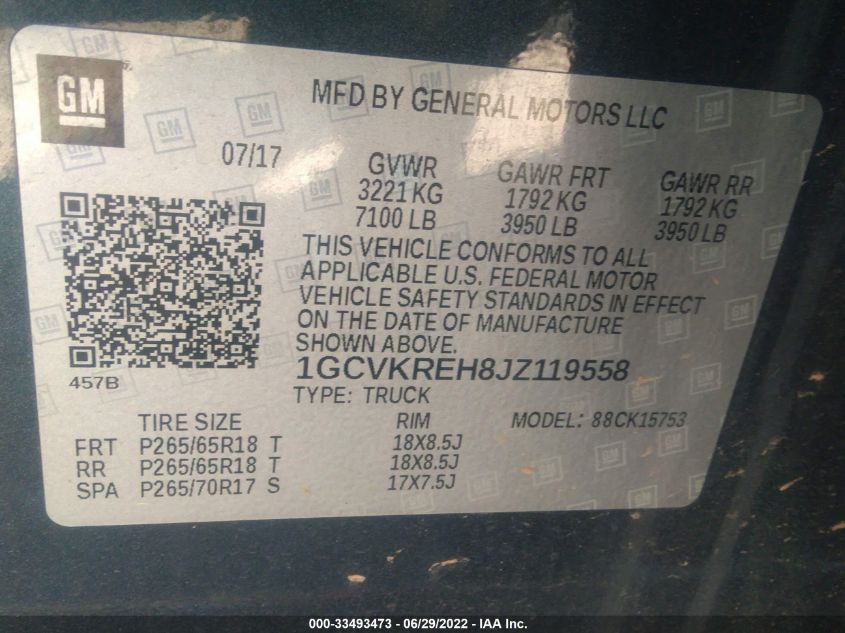 GM
MFD BY GENERAL MOTORS LLC
07/17
GVWR
3221 KG
7100 LB
GAWR FRT
1792 KG
3950 LB
GAWR RR
1792 KG
3950 LB
THIS VEHICLE CONFORMS TO ALL
APPLICABLE U.S. FEDERAL MOTOR
VEHICLE SAFETY STANDARDS IN EFFECT
ON THE DATE OF MANUFACTURE
SHOWN ABOVE.
457B
1GCVKREH8JZ119558
TYPE: TRUCK
MODEL: 88CK15753
TIRE SIZE RIM
FRT P265/65R18 T 18X8.5J
RR P265/65R18 T 18X8.5J
SPA P265/70R17 S 17X7.5J
000-33493473 - 06/29/2022 - IAA Inc.